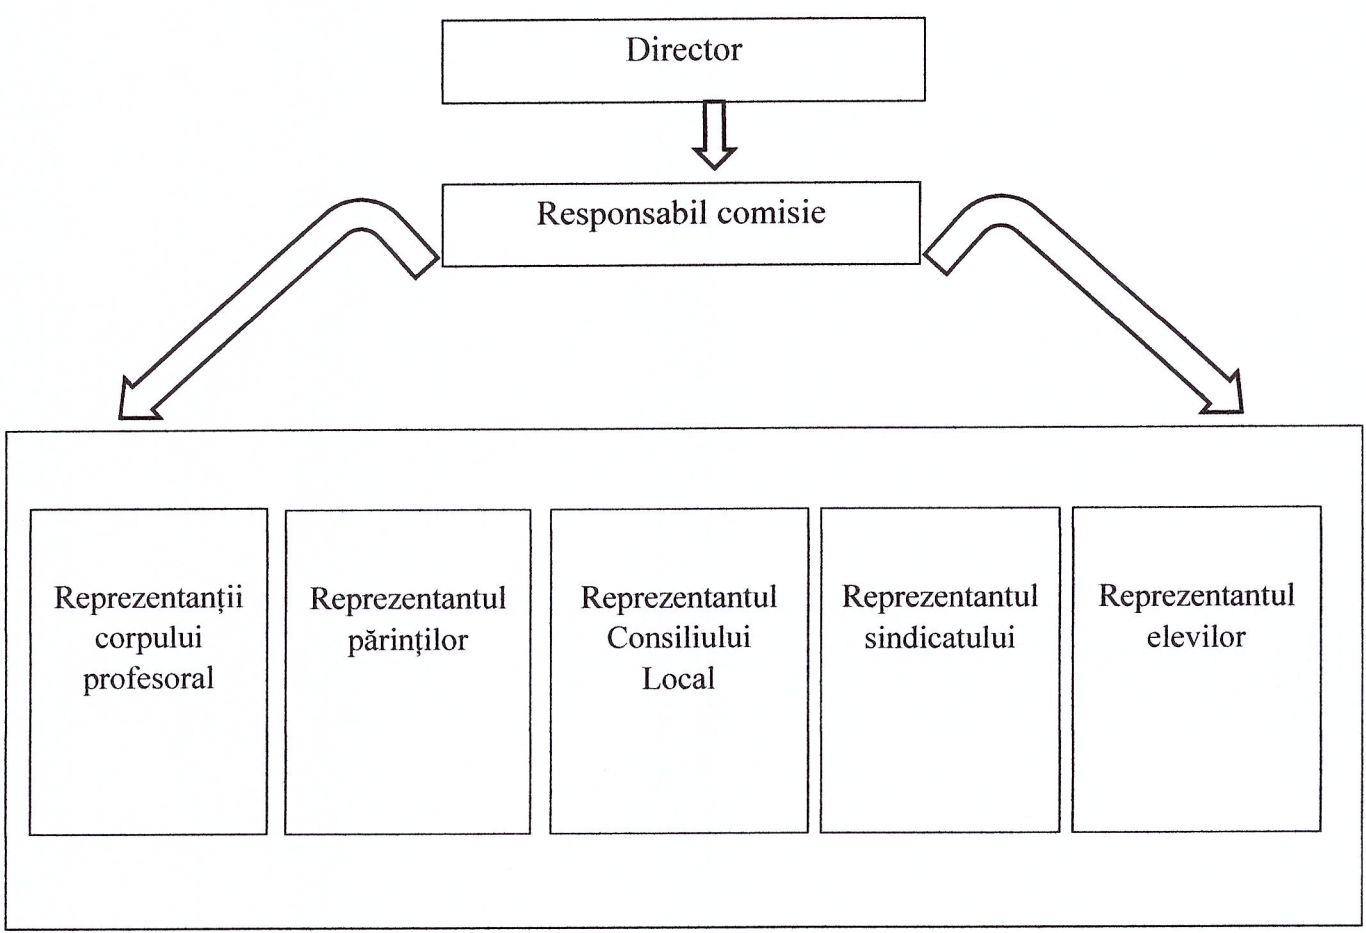 Director
Responsabil comisie
Reprezentanții
corpului
profesoral
Reprezentantul
părinților
Reprezentantul
Consiliului
Local
Reprezentantul
sindicatului
Reprezentantul
elevilor